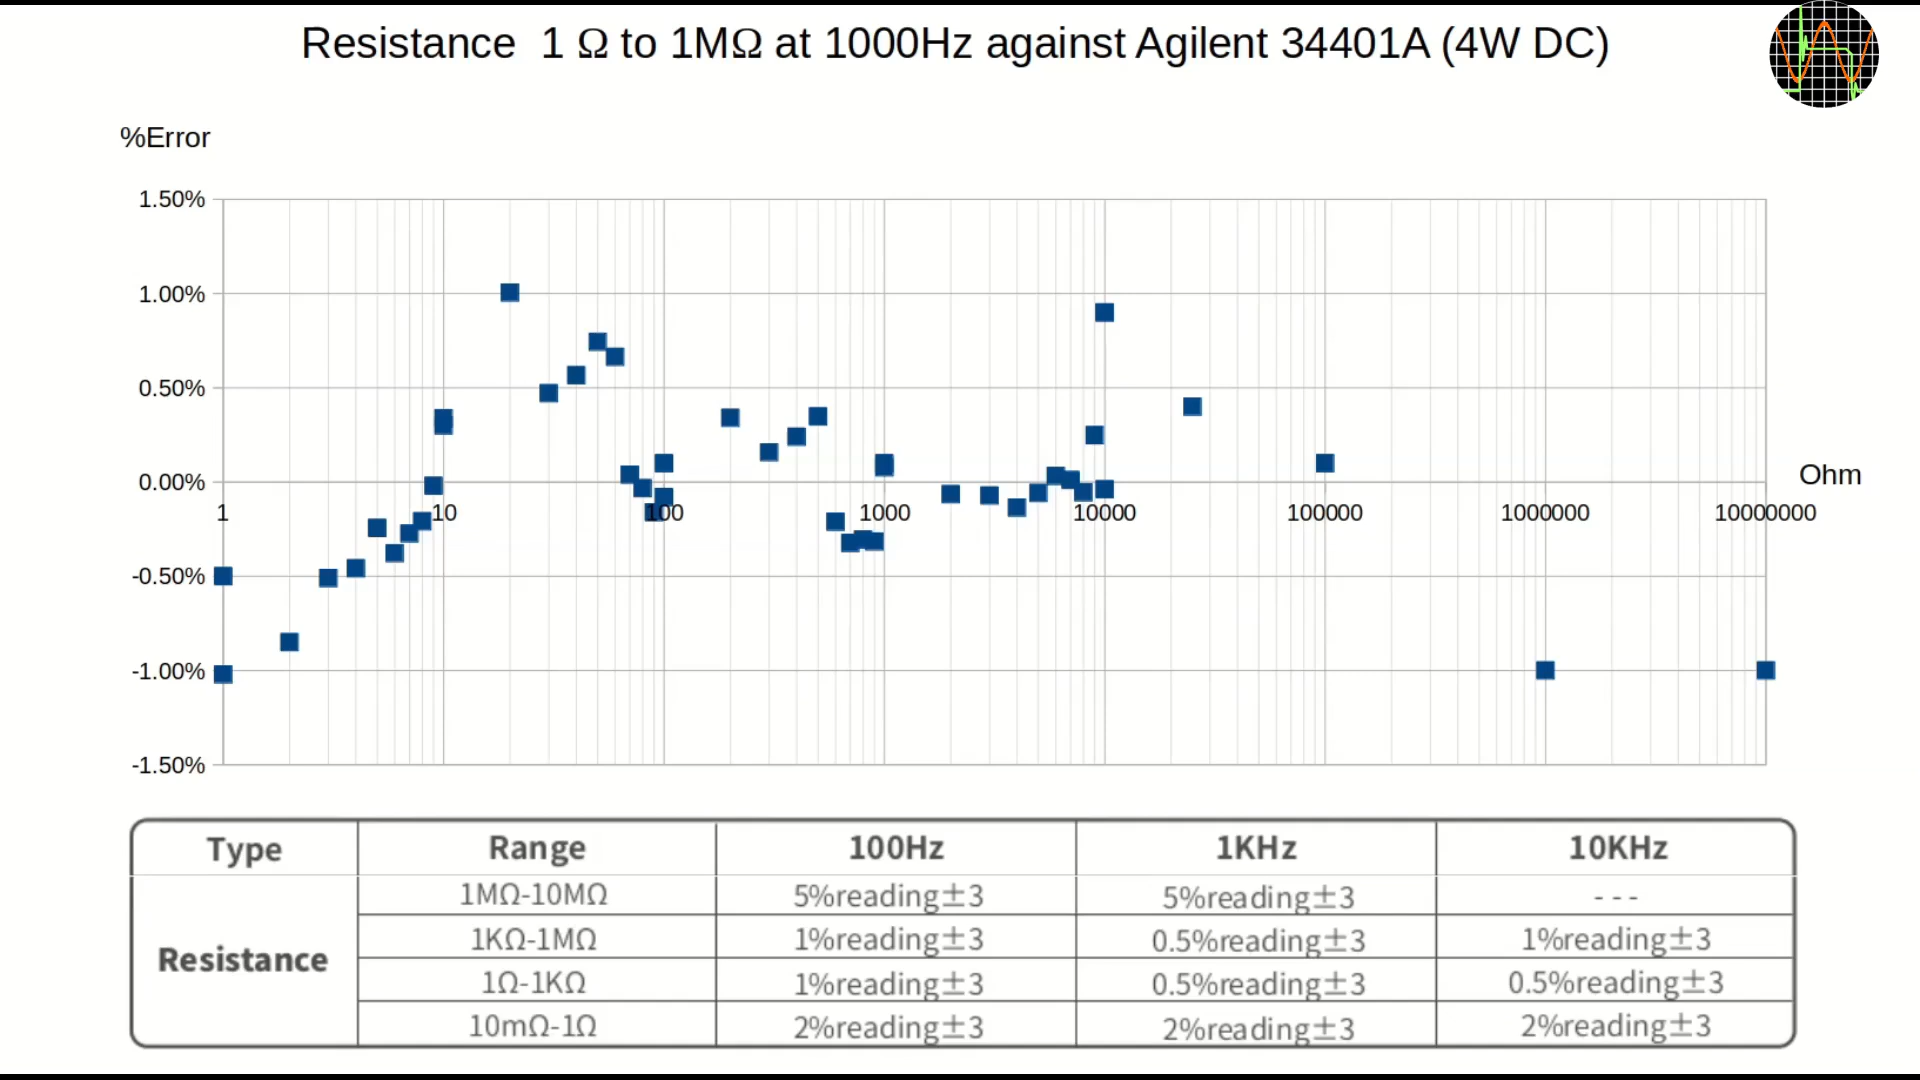 Resistance 1 Ω to 1MΩ at 1000Hz against Agilent 34401A (4W DC)
%Error
1.50%
1.00%
0.50%
0.00%
Ohm
1 10 100 1000 10000 100000 1000000 10000000
-0.50%
-1.00%
-1.50%
Type Range 100Hz 1KHz 10KHz
1MΩ-10MΩ 5%reading±3 5%reading±3 ---
1KΩ-1MΩ 1%reading±3 0.5%reading±3 1%reading±3
Resistance
1Ω-1KΩ 1%reading±3 0.5%reading±3 0.5%reading±3
10mΩ-1Ω 2%reading±3 2%reading±3 2%reading±3